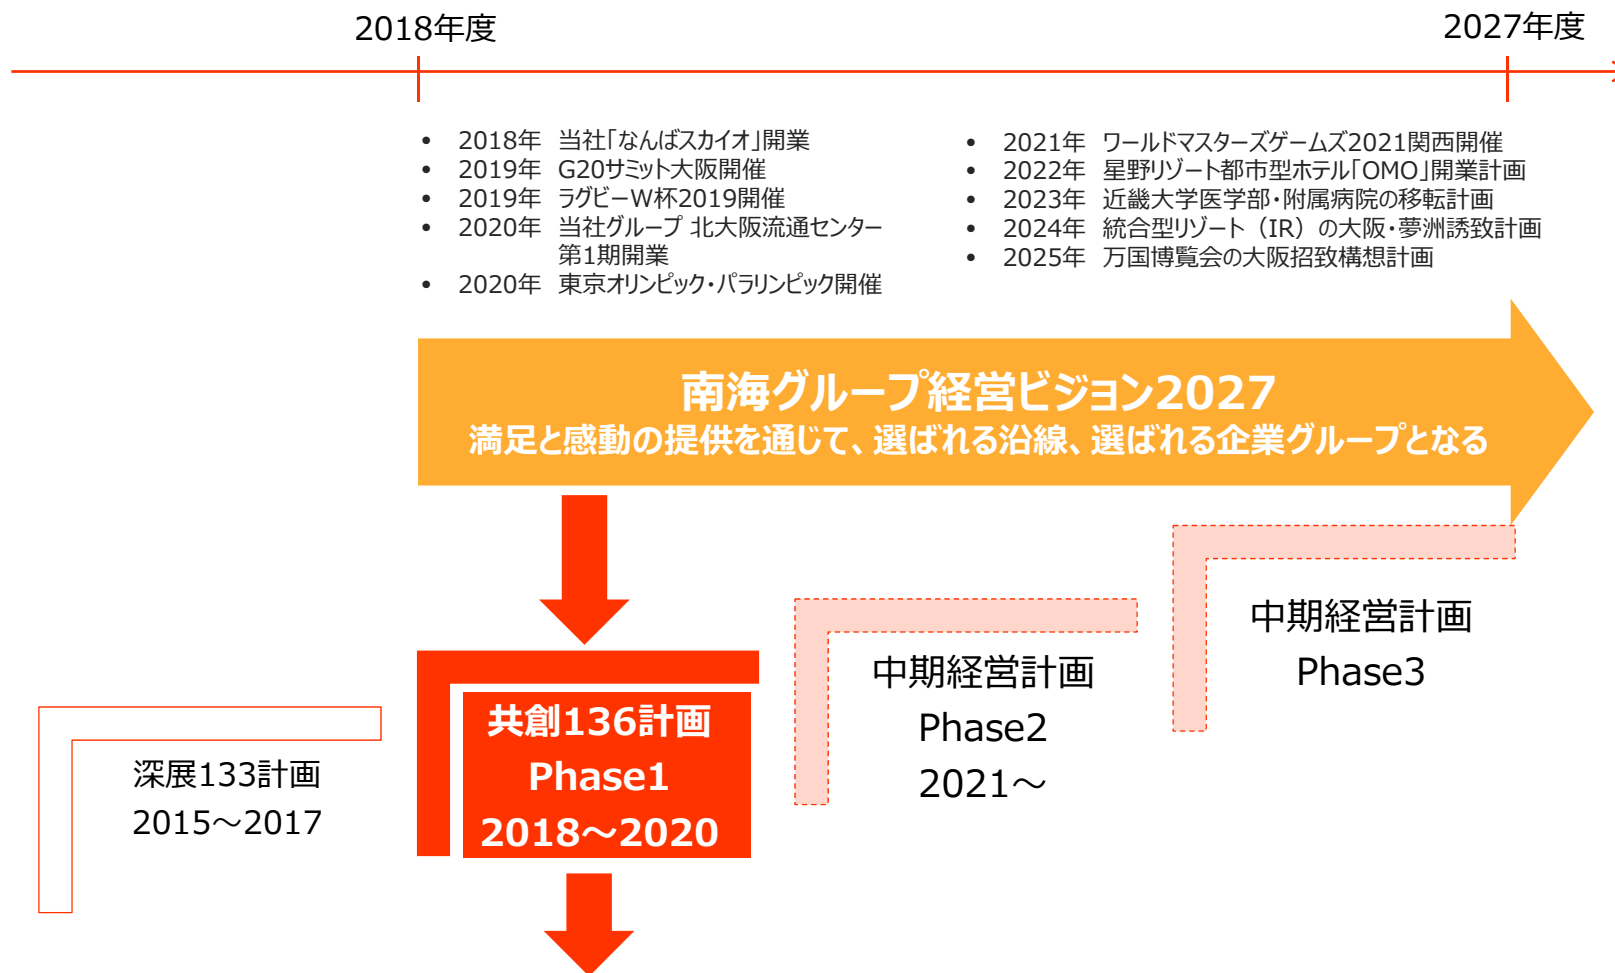 2018年度
2027年度
• 2018年 当社「なんばスカイオ」開業
• 2019年 G20サミット大阪開催
• 2019年 ラグビーW杯2019開催
• 2020年 当社グループ 北大阪流通センター
第1期開業
• 2020年 東京オリンピック・パラリンピック開催
• 2021年 ワールドマスターズゲームズ2021関西開催
• 2022年 星野リゾート都市型ホテル「OMO」開業計画
• 2023年 近畿大学医学部・附属病院の移転計画
• 2024年 統合型リゾート（IR）の大阪・夢洲誘致計画
• 2025年 万国博覧会の大阪招致構想計画
南海グループ経営ビジョン2027
満足と感動の提供を通じて、選ばれる沿線、選ばれる企業グループとなる
深展133計画
2015～2017
共創136計画
Phase1
2018～2020
中期経営計画
Phase2
2021～
中期経営計画
Phase3